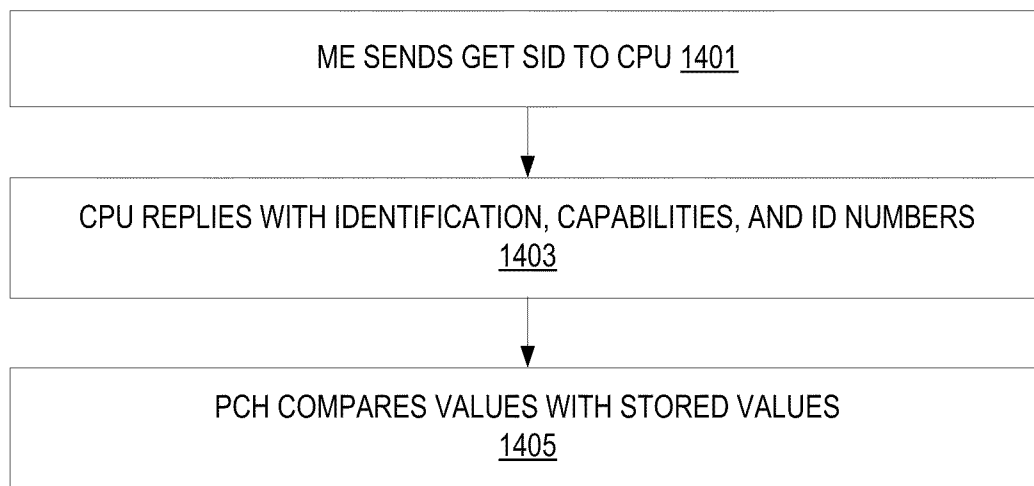 ME SENDS GET SID TO CPU 1401
CPU REPLIES WITH IDENTIFICATION, CAPABILITIES, AND ID NUMBERS
1403
PCH COMPARES VALUES WITH STORED VALUES
1405